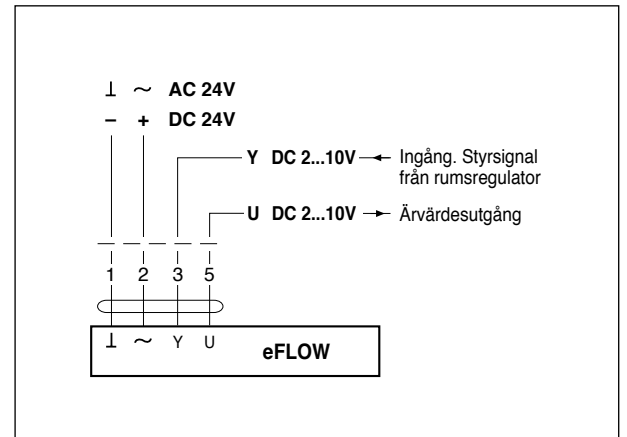 ⊥ ~ AC 24V
– + DC 24V
Y DC 2...10V Ingång. Styrsignal
från rumsregulator
U DC 2...10V Ärvärdesutgång
1 2 3 5
⊥ ~ Y U eFLOW